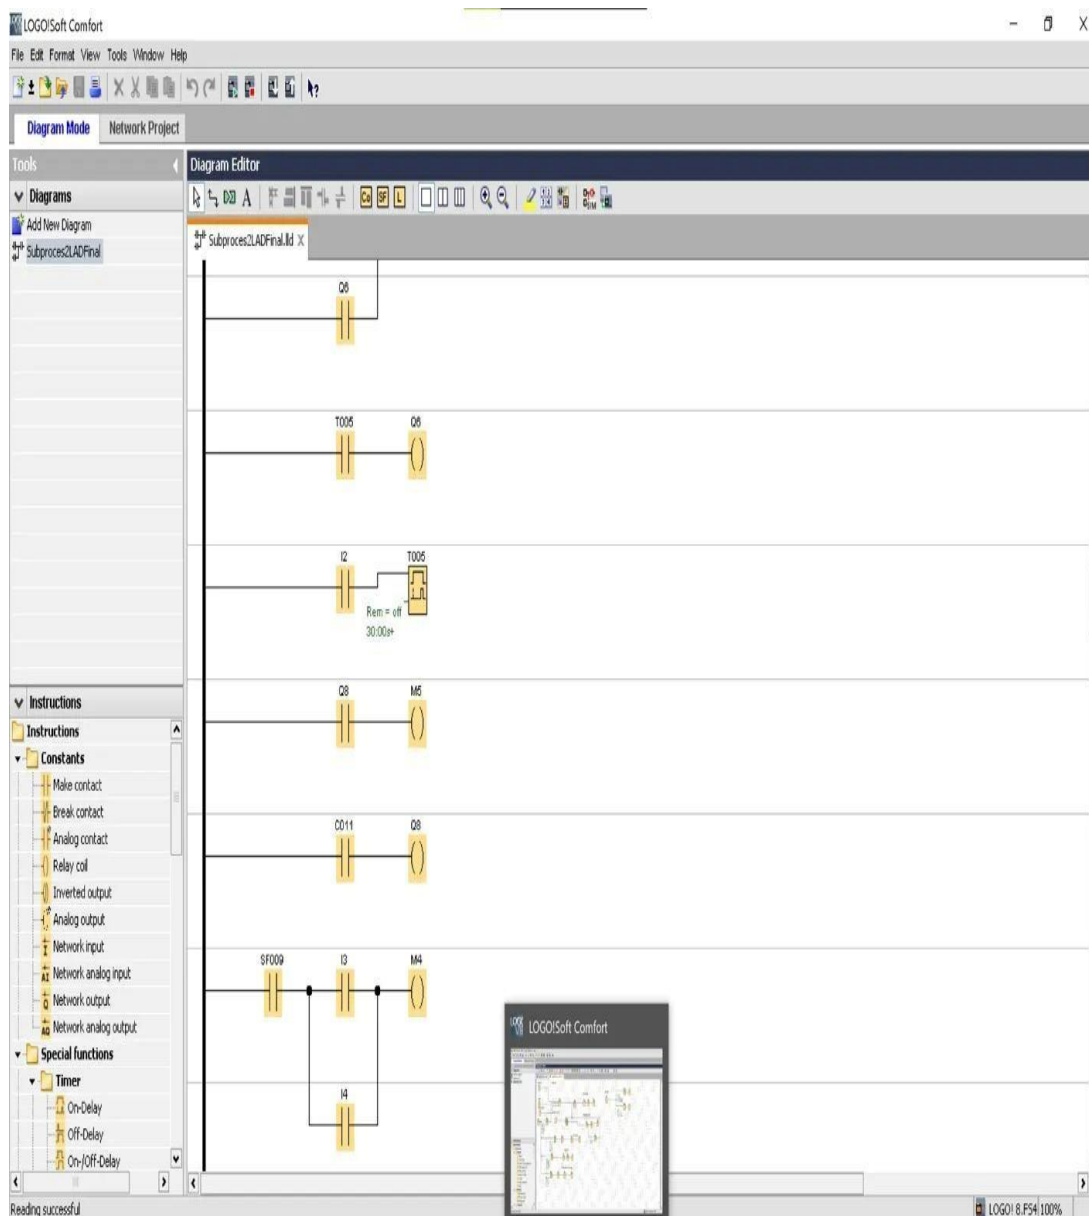 LOGO!Soft Comfort
File Edit Format View Tools Window Help
Diagram Mode Network Project
Tools
Diagram Editor
Diagrams
Add New Diagram
Subproces2LADFinal
Subproces2LADFinal.lld X
Q6
T005 Q6
I2 T005
Rem = off
30:00s+
Q8 M5
C011 Q8
SF009 I3 M4
I4
Instructions
Instructions
Constants
Make contact
Break contact
Analog contact
Relay coil
Inverted output
Analog output
Network input
Network analog input
Network output
Network analog output
Special functions
Timer
On-Delay
Off-Delay
On-/Off-Delay
LOGO!Soft Comfort
Reading successful
LOGO! 8.FS4 100%